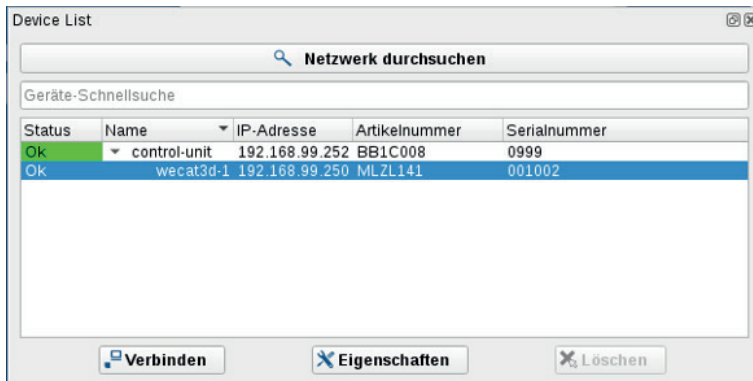 Device List
Netzwerk durchsuchen
Geräte-Schnellsuche
Status Name IP-Adresse Artikelnummer Serialnummer
Ok control-unit 192.168.99.252 BB1C008 0999
Ok wecat3d-1 192.168.99.250 MLZL141 001002
Verbinden Eigenschaften Löschen